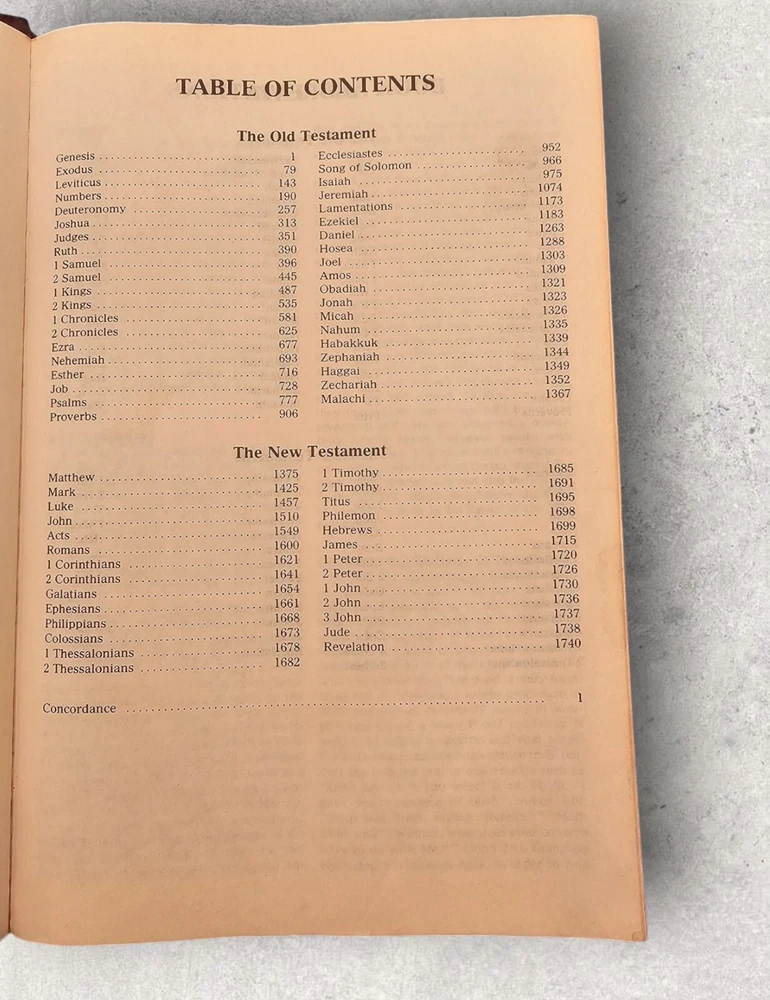 TABLE OF CONTENTS
The Old Testament
Genesis ..... 1
Exodus ..... 79
Leviticus ..... 143
Numbers ..... 190
Deuteronomy ..... 257
Joshua ..... 313
Judges ..... 351
Ruth ..... 390
1 Samuel ..... 396
2 Samuel ..... 445
1 Kings ..... 487
2 Kings ..... 535
1 Chronicles ..... 581
2 Chronicles ..... 625
Ezra ..... 677
Nehemiah ..... 693
Esther ..... 716
Job ..... 728
Psalms ..... 777
Proverbs ..... 906
Ecclesiastes ..... 952
Song of Solomon ..... 966
Isaiah ..... 975
Jeremiah ..... 1074
Lamentations ..... 1173
Ezekiel ..... 1183
Daniel ..... 1263
Hosea ..... 1288
Joel ..... 1303
Amos ..... 1309
Obadiah ..... 1321
Jonah ..... 1323
Micah ..... 1326
Nahum ..... 1335
Habakkuk ..... 1339
Zephaniah ..... 1344
Haggai ..... 1349
Zechariah ..... 1352
Malachi ..... 1367
The New Testament
Matthew ..... 1375
Mark ..... 1425
Luke ..... 1457
John ..... 1510
Acts ..... 1549
Romans ..... 1600
1 Corinthians ..... 1621
2 Corinthians ..... 1641
Galatians ..... 1654
Ephesians ..... 1661
Philippians ..... 1668
Colossians ..... 1673
1 Thessalonians ..... 1678
2 Thessalonians ..... 1682
1 Timothy ..... 1685
2 Timothy ..... 1691
Titus ..... 1695
Philemon ..... 1698
Hebrews ..... 1699
James ..... 1715
1 Peter ..... 1720
2 Peter ..... 1726
1 John ..... 1730
2 John ..... 1736
3 John ..... 1737
Jude ..... 1738
Revelation ..... 1740
Concordance ..... 1